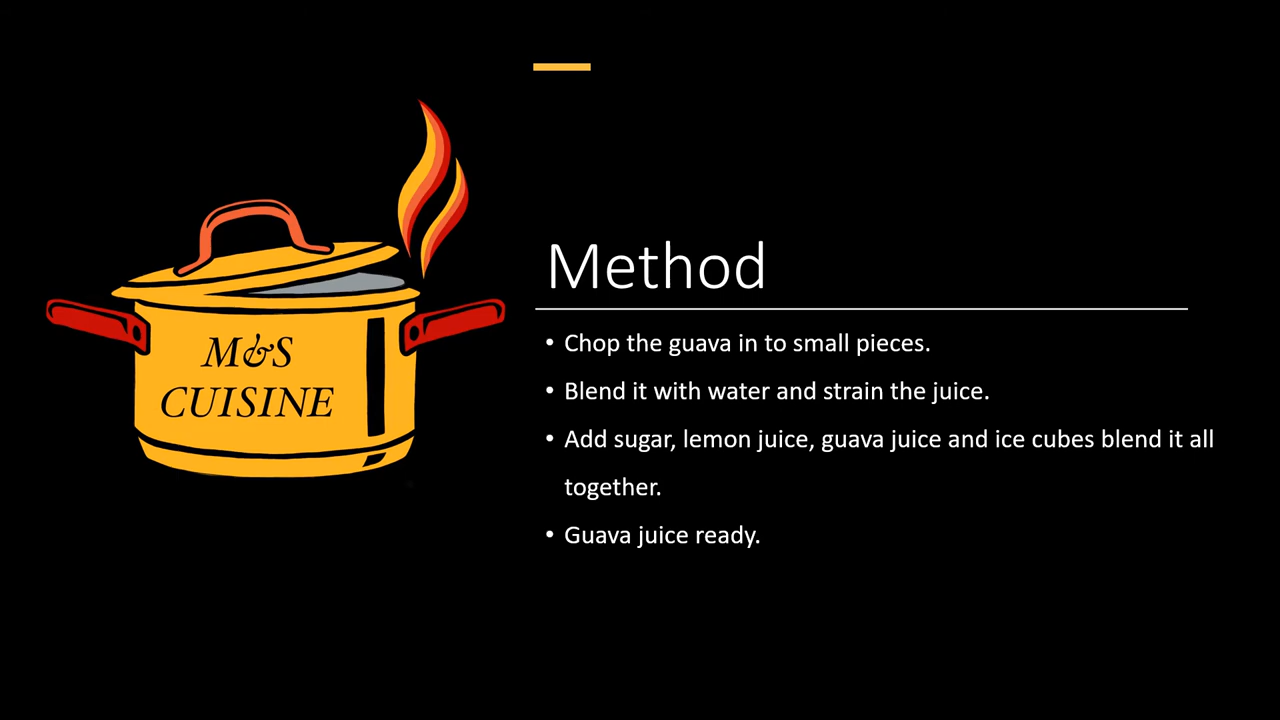 M&S
CUISINE
Method
• Chop the guava in to small pieces.
• Blend it with water and strain the juice.
• Add sugar, lemon juice, guava juice and ice cubes blend it all
together.
• Guava juice ready.